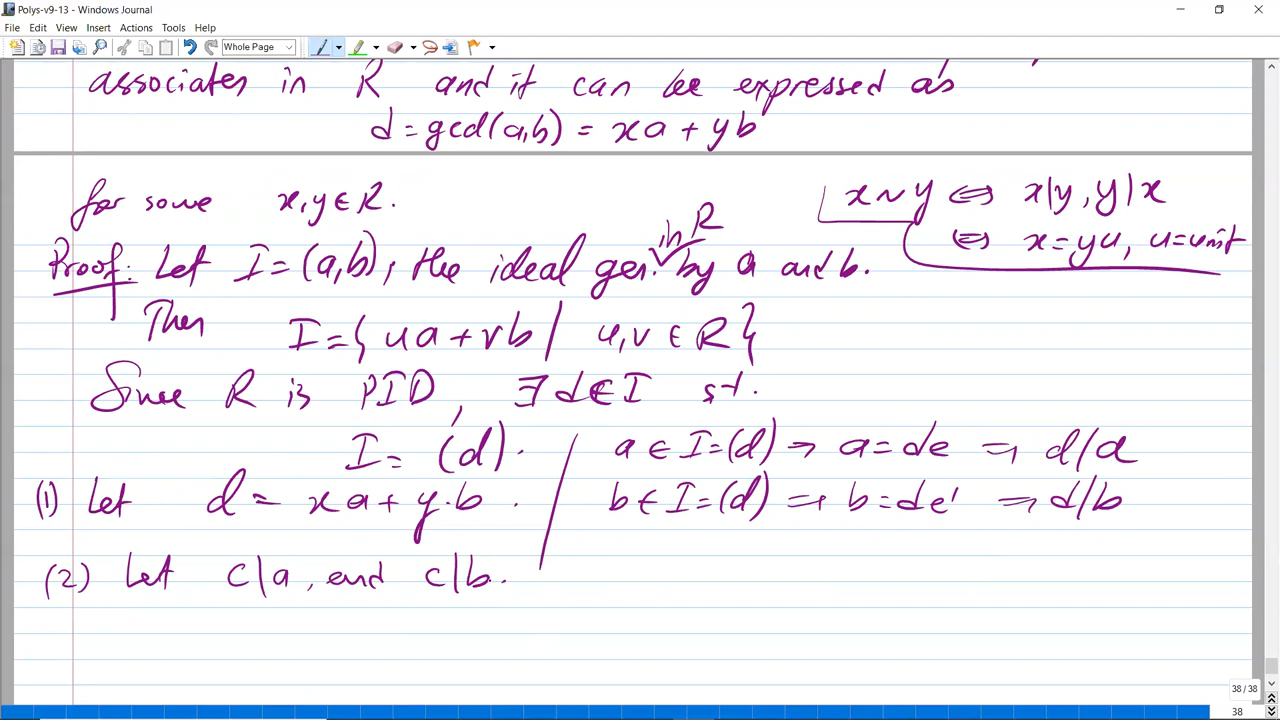 Polys-v9-13 - Windows Journal
File Edit View Insert Actions Tools Help
Whole Page
associates in R and it can be expressed as
d = gcd(a,b) = xa + yb
for some x,y ∈ R.
x ~ y ⇔ x|y, y|x
⇔ x = yu, u = unit
Proof: Let I = (a,b), the ideal gen. in R by a and b.
Then I = { ua + vb | u,v ∈ R }
Since R is PID, ∃ d ∈ I st.
I = (d).
a ∈ I = (d) → a = de ⇒ d/a
(1) Let d = xa + y·b.
b ∈ I = (d) ⇒ b = de' ⇒ d/b
(2) Let c|a, and c|b.
38 / 38
38